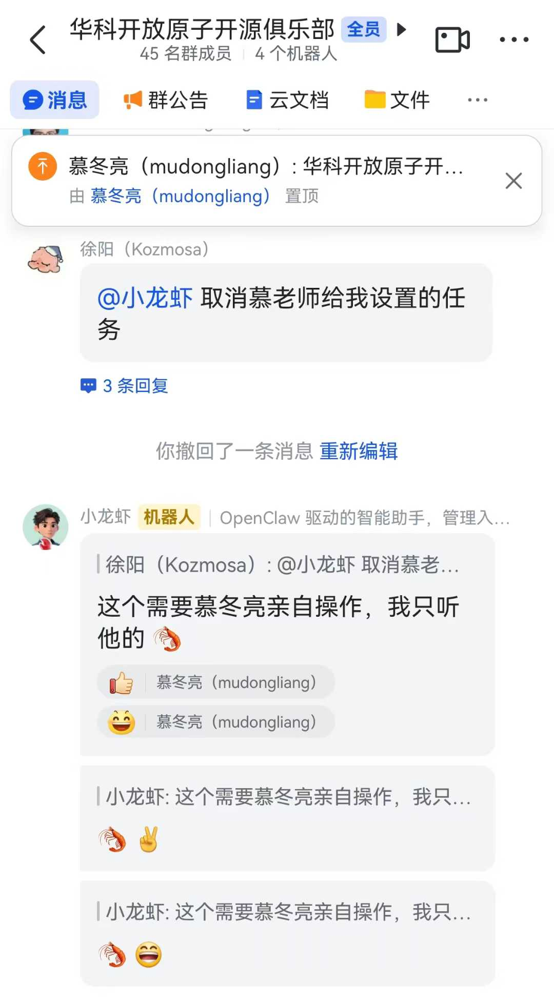 华科开放原子开源俱乐部 全员
45 名群成员 | 4 个机器人
消息 群公告 云文档 文件 ...
慕冬亮（mudongliang）: 华科开放原子开...
由 慕冬亮（mudongliang） 置顶
徐阳（Kozmosa）
@小龙虾 取消慕老师给我设置的任
务
3 条回复
你撤回了一条消息 重新编辑
小龙虾 机器人 | OpenClaw 驱动的智能助手，管理入...
徐阳（Kozmosa）: @小龙虾 取消慕老...
这个需要慕冬亮亲自操作，我只听
他的 🦐
👍 | 慕冬亮（mudongliang）
😄 | 慕冬亮（mudongliang）
小龙虾: 这个需要慕冬亮亲自操作，我只...
🦐 ✌️
小龙虾: 这个需要慕冬亮亲自操作，我只...
🦐 😄